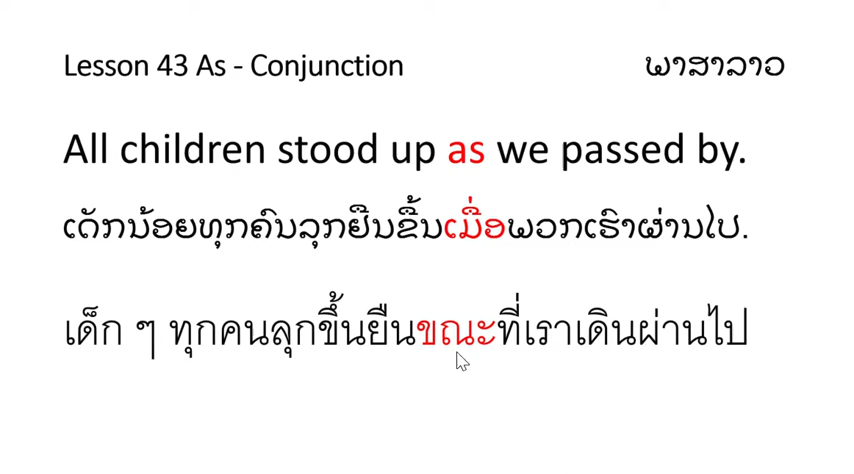 Lesson 43 As - Conjunction ພາສາລາວ
All children stood up as we passed by.
ເດັກນ້ອຍທຸກຄົນລຸກຢືນຂື້ນເມື່ອພວກເຮົາຜ່ານໄປ.
เด็ก ๆ ทุกคนลุกขึ้นยืนขณะที่เราเดินผ่านไป